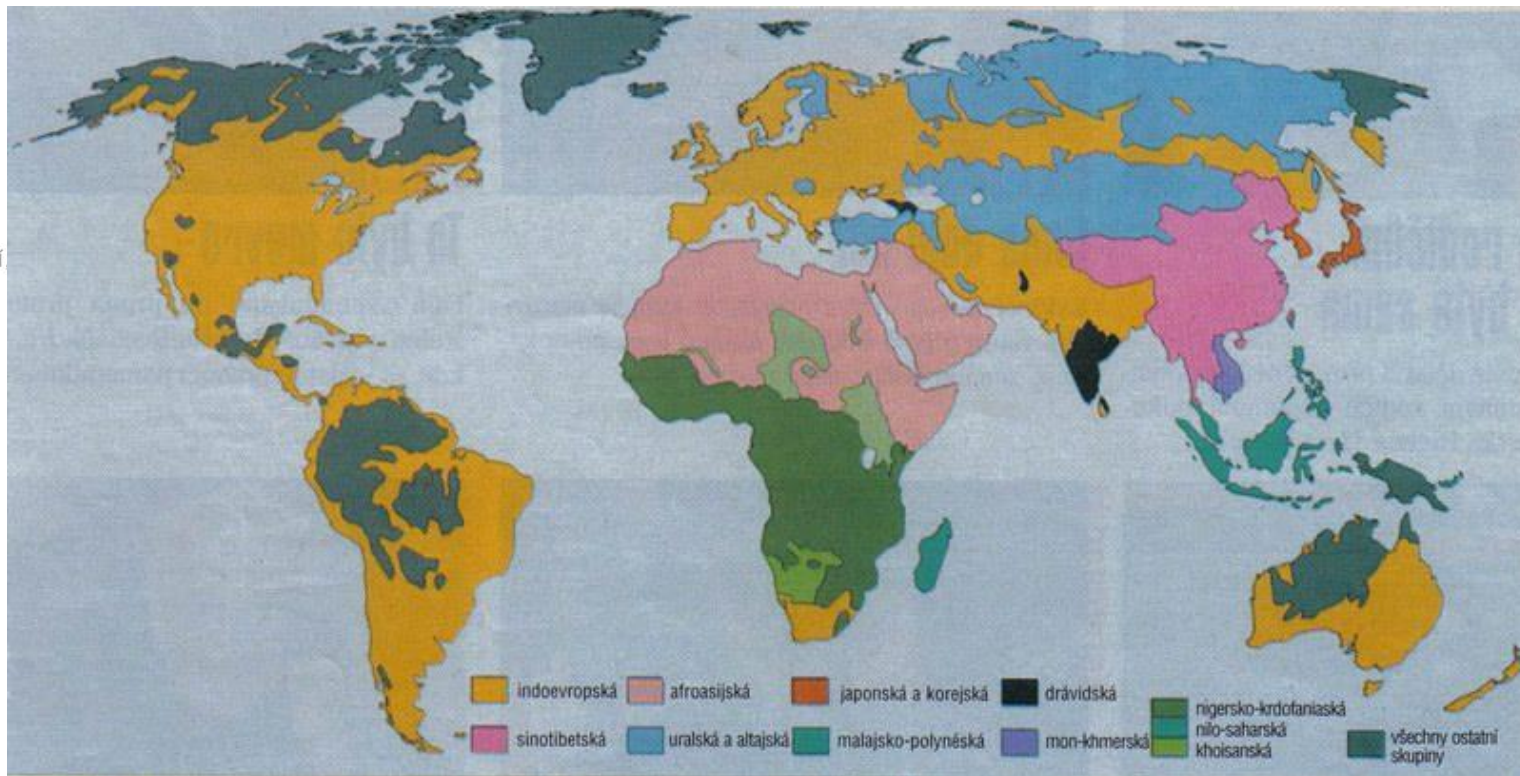 indoevropská
afroasijská
japonská a korejská
drávidská
sinotibetská
uralská a altajská
malajsko-polynéská
mon-khmerská
nigersko-krdofaniaská
nilo-saharská
khoisanská
všechny ostatní
skupiny